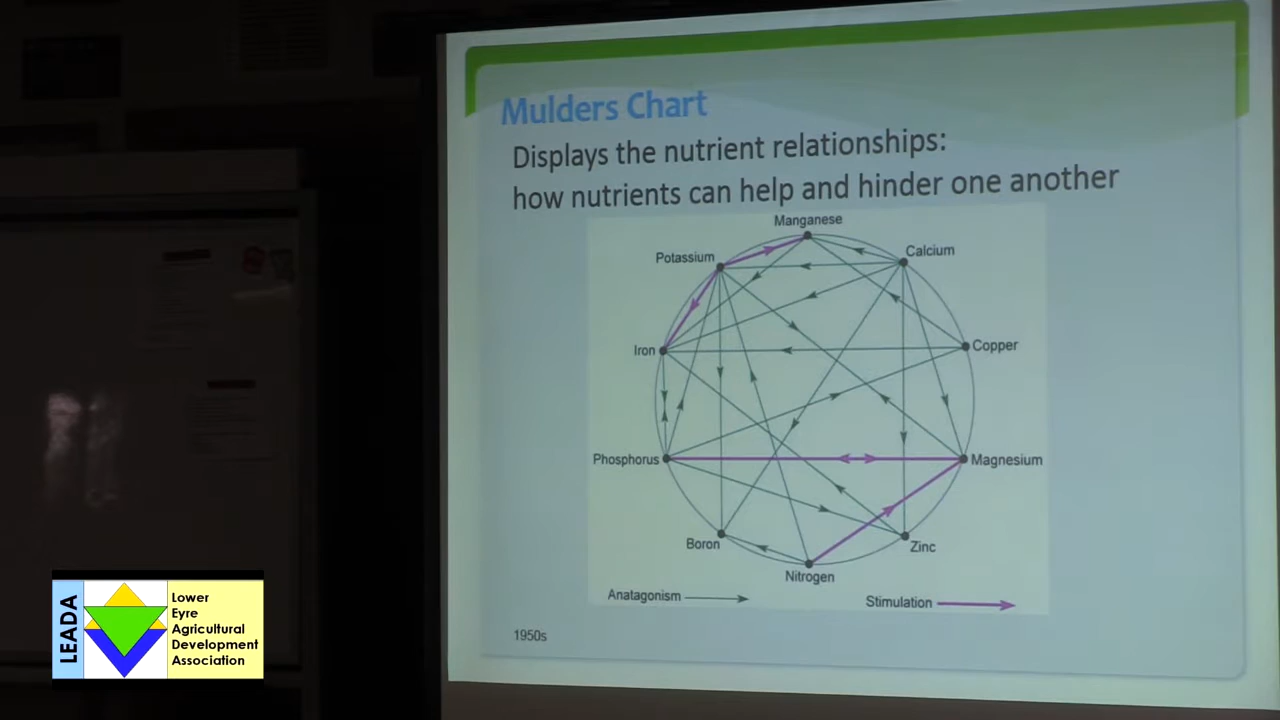 Mulders Chart
Displays the nutrient relationships:
how nutrients can help and hinder one another
Manganese
Potassium
Calcium
Iron
Copper
Phosphorus
Magnesium
Boron
Zinc
Nitrogen
Anatagonism
Stimulation
1950s
LEADA
Lower
Eyre
Agricultural
Development
Association